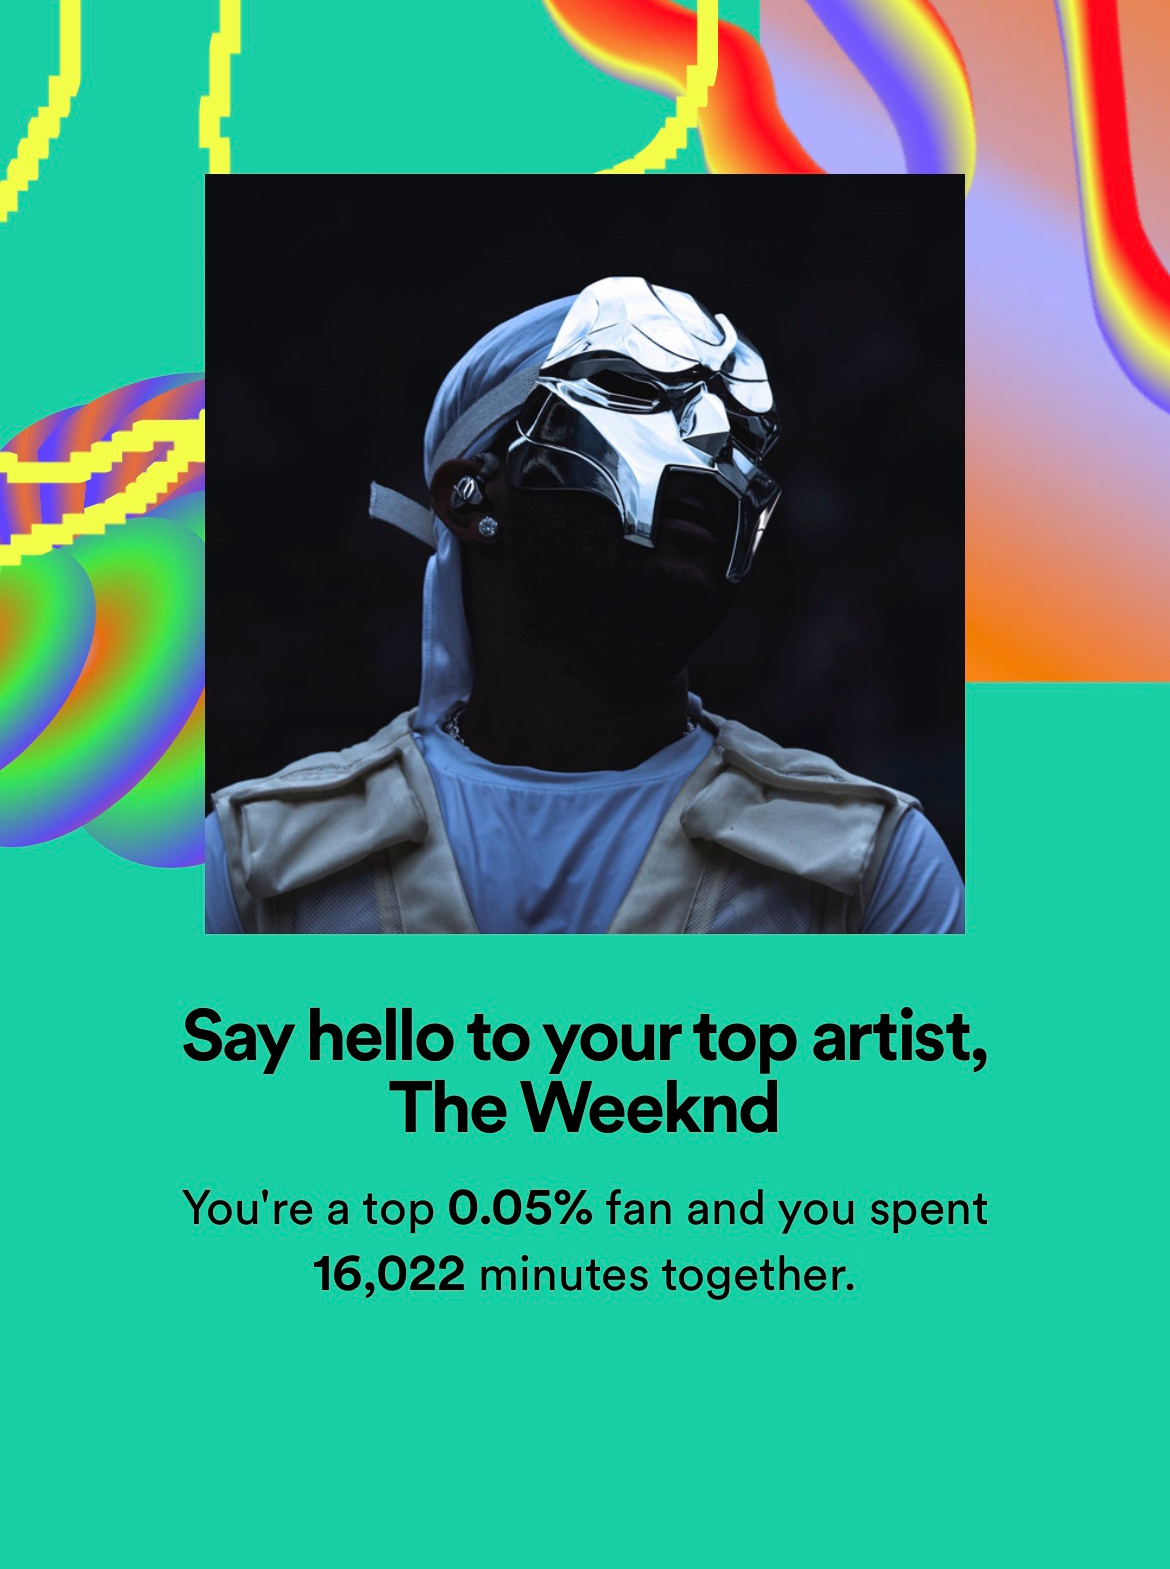 Say hello to your top artist,
The Weeknd
You're a top 0.05% fan and you spent
16,022 minutes together.